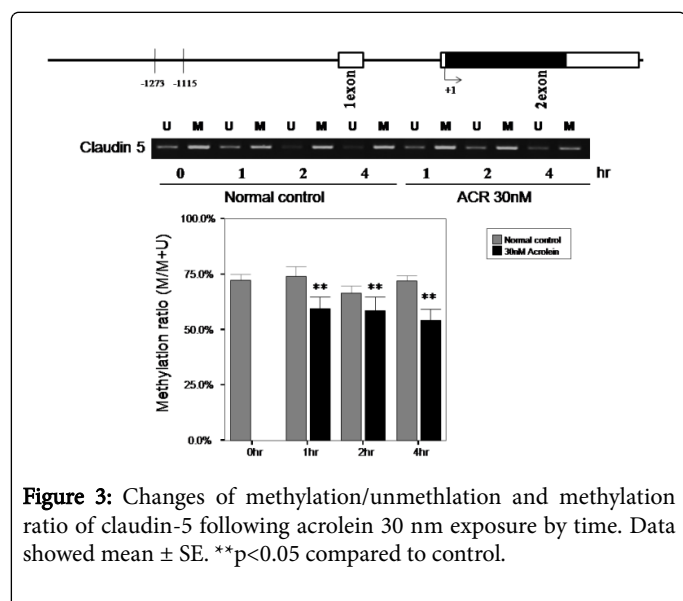 -1273 -1115 1exon +1 2exon
U M U M U M U M U M U M U M
Claudin 5
0 1 2 4 1 2 4 hr
Normal control ACR 30nM
100.0%
75.0%
50.0%
25.0%
0.0%
Methylation ratio (M/M+U)
** ** **
Normal control
30nM Acrolein
0hr 1hr 2hr 4hr
Figure 3: Changes of methylation/unmethlation and methylation
ratio of claudin-5 following acrolein 30 nm exposure by time. Data
showed mean ± SE. **p<0.05 compared to control.